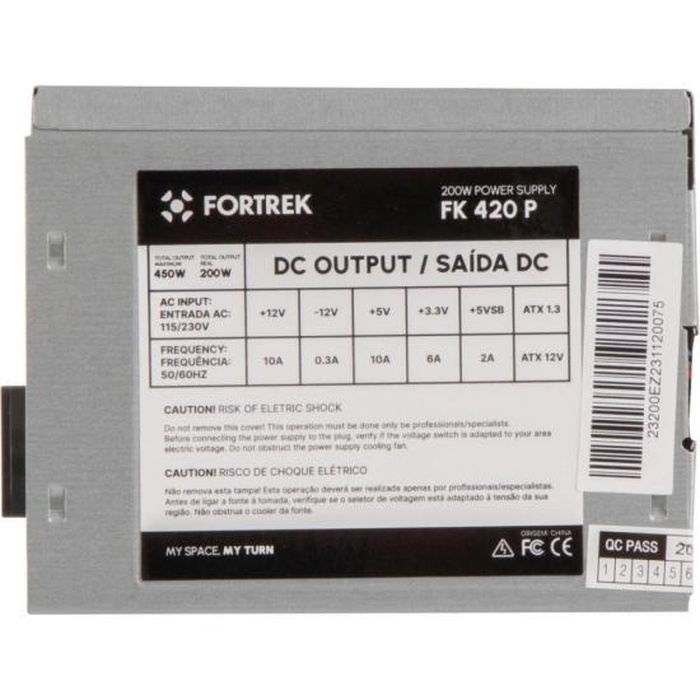 FORTREK
200W POWER SUPPLY
FK 420 P
TOTAL OUTPUT MAXIMUM TOTAL OUTPUT REAL
450W 200W
DC OUTPUT / SAÍDA DC
AC INPUT:
ENTRADA AC:
115/230V
+12V -12V +5V +3.3V +5VSB ATX 1.3
FREQUENCY:
FREQUÊNCIA:
50/60HZ
10A 0.3A 10A 6A 2A ATX 12V
CAUTION! RISK OF ELETRIC SHOCK
Do not remove this cover! This operation must be done only be professionals/specialists.
Before connecting the power supply to the plug, verify if the voltage switch is adapted to your area
eletric voltage. Do not obstruct the power supply cooling fan.
CAUTION! RISCO DE CHOQUE ELÉTRICO
Não remova esta tampa! Esta operação deverá ser realizada apenas por profissionais/especialistas.
Antes de ligar a fonte à tomada, verifique se o seletor de voltagem está adaptado à tensão da sua
região. Não obstrua o cooler da fonte.
MY SPACE. MY TURN
ORIGEM: CHINA
FC CE
23200EZ231120075
QC PASS 20
1 2 3 4 5 6